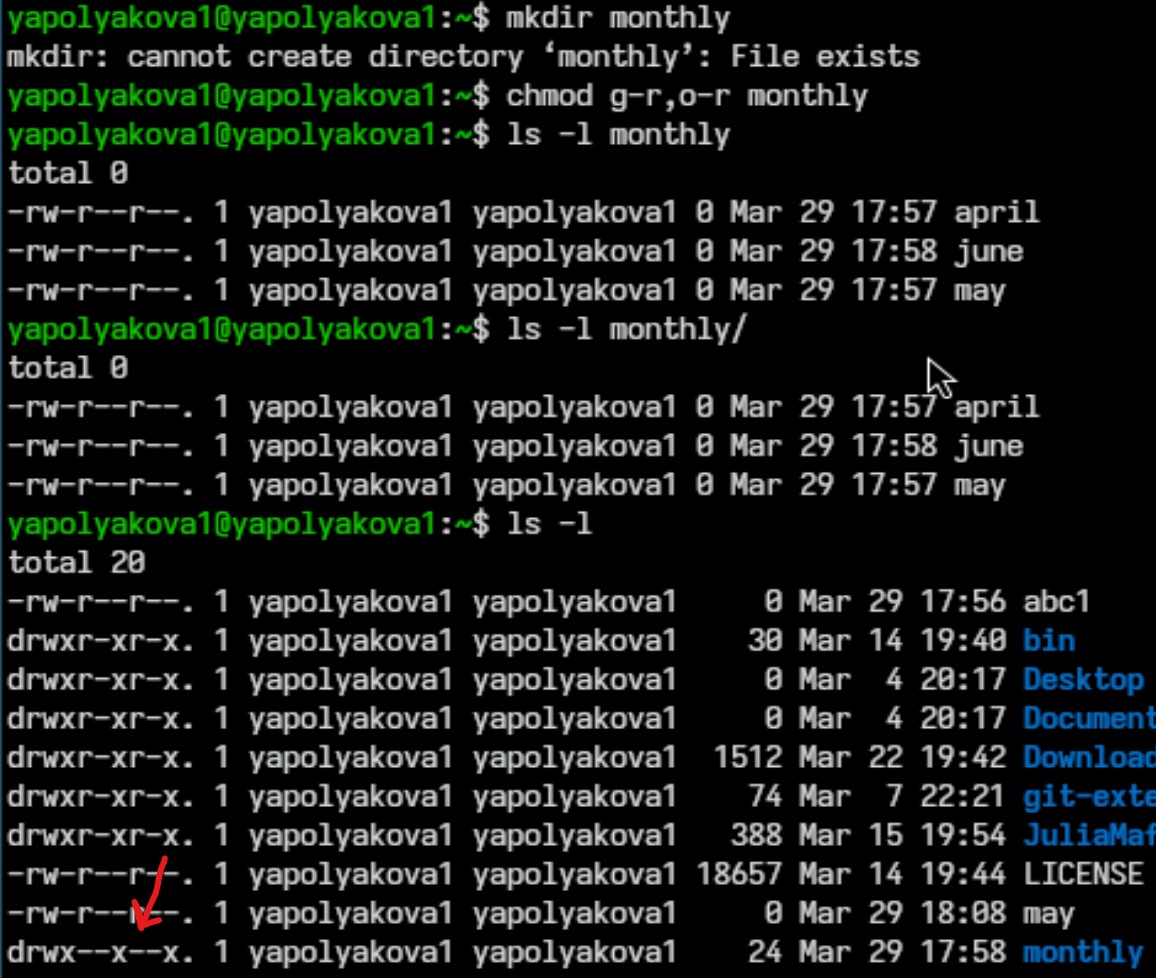 yapolyakova1@yapolyakova1:~$ mkdir monthly
mkdir: cannot create directory ‘monthly’: File exists
yapolyakova1@yapolyakova1:~$ chmod g-r,o-r monthly
yapolyakova1@yapolyakova1:~$ ls -l monthly
total 0
-rw-r--r--. 1 yapolyakova1 yapolyakova1 0 Mar 29 17:57 april
-rw-r--r--. 1 yapolyakova1 yapolyakova1 0 Mar 29 17:58 june
-rw-r--r--. 1 yapolyakova1 yapolyakova1 0 Mar 29 17:57 may
yapolyakova1@yapolyakova1:~$ ls -l monthly/
total 0
-rw-r--r--. 1 yapolyakova1 yapolyakova1 0 Mar 29 17:57 april
-rw-r--r--. 1 yapolyakova1 yapolyakova1 0 Mar 29 17:58 june
-rw-r--r--. 1 yapolyakova1 yapolyakova1 0 Mar 29 17:57 may
yapolyakova1@yapolyakova1:~$ ls -l
total 20
-rw-r--r--. 1 yapolyakova1 yapolyakova1     0 Mar 29 17:56 abc1
drwxr-xr-x. 1 yapolyakova1 yapolyakova1    30 Mar 14 19:40 bin
drwxr-xr-x. 1 yapolyakova1 yapolyakova1     0 Mar  4 20:17 Desktop
drwxr-xr-x. 1 yapolyakova1 yapolyakova1     0 Mar  4 20:17 Document
drwxr-xr-x. 1 yapolyakova1 yapolyakova1  1512 Mar 22 19:42 Download
drwxr-xr-x. 1 yapolyakova1 yapolyakova1    74 Mar  7 22:21 git-exte
drwxr-xr-x. 1 yapolyakova1 yapolyakova1   388 Mar 15 19:54 JuliaMaf
-rw-r--r--. 1 yapolyakova1 yapolyakova1 18657 Mar 14 19:44 LICENSE
-rw-r--r--. 1 yapolyakova1 yapolyakova1     0 Mar 29 18:08 may
drwx--x--x. 1 yapolyakova1 yapolyakova1    24 Mar 29 17:58 monthly